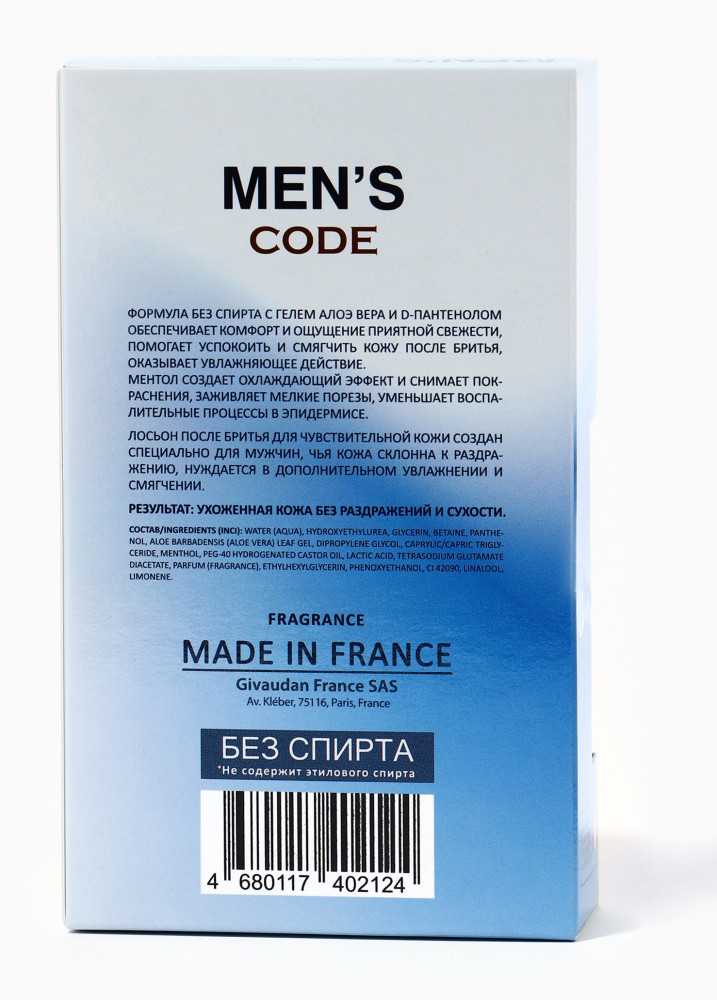 MEN'S
CODE
ФОРМУЛА БЕЗ СПИРТА С ГЕЛЕМ АЛОЭ ВЕРА И D-ПАНТЕНОЛОМ
ОБЕСПЕЧИВАЕТ КОМФОРТ И ОЩУЩЕНИЕ ПРИЯТНОЙ СВЕЖЕСТИ,
ПОМОГАЕТ УСПОКОИТЬ И СМЯГЧИТЬ КОЖУ ПОСЛЕ БРИТЬЯ,
ОКАЗЫВАЕТ УВЛАЖНЯЮЩЕЕ ДЕЙСТВИЕ.
МЕНТОЛ СОЗДАЕТ ОХЛАЖДАЮЩИЙ ЭФФЕКТ И СНИМАЕТ ПОК-
РАСНЕНИЯ, ЗАЖИВЛЯЕТ МЕЛКИЕ ПОРЕЗЫ, УМЕНЬШАЕТ ВОСПА-
ЛИТЕЛЬНЫЕ ПРОЦЕССЫ В ЭПИДЕРМИСЕ.
ЛОСЬОН ПОСЛЕ БРИТЬЯ ДЛЯ ЧУВСТВИТЕЛЬНОЙ КОЖИ СОЗДАН
СПЕЦИАЛЬНО ДЛЯ МУЖЧИН, ЧЬЯ КОЖА СКЛОННА К РАЗДРА-
ЖЕНИЮ, НУЖДАЕТСЯ В ДОПОЛНИТЕЛЬНОМ УВЛАЖНЕНИИ И
СМЯГЧЕНИИ.
РЕЗУЛЬТАТ: УХОЖЕННАЯ КОЖА БЕЗ РАЗДРАЖЕНИЙ И СУХОСТИ.
СОСТАВ/INGREDIENTS (INCI): WATER (AQUA), HYDROXYETHYLUREA, GLYCERIN, BETAINE, PANTHE-
NOL, ALOE BARBADENSIS (ALOE VERA) LEAF GEL, DIPROPYLENE GLYCOL, CAPRYLIC/CAPRIC TRIGLY-
CERIDE, MENTHOL, PEG-40 HYDROGENATED CASTOR OIL, LACTIC ACID, TETRASODIUM GLUTAMATE
DIACETATE, PARFUM (FRAGRANCE), ETHYLHEXYLGLYCERIN, PHENOXYETHANOL, CI 42090, LINALOOL,
LIMONENE.
FRAGRANCE
MADE IN FRANCE
Givaudan France SAS
Av. Kléber, 75116, Paris, France
БЕЗ СПИРТА
*Не содержит этилового спирта
4 680117 402124